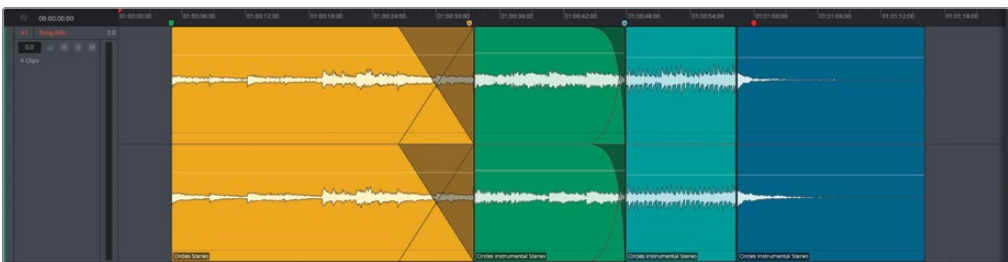 00:00:00:00
01:00:00:00 01:00:06:00 01:00:12:00 01:00:18:00 01:00:24:00 01:00:30:00 01:00:36:00 01:00:42:00 01:00:48:00 01:00:54:00 01:01:00:00 01:01:06:00 01:01:12:00 01:01:18:00
A1 Song Edit 2.0
0.0 R S M
4 Clips
Circles Stereo Circles Instrumental Stereo Circles Instrumental Stereo Circles Instrumental Stereo